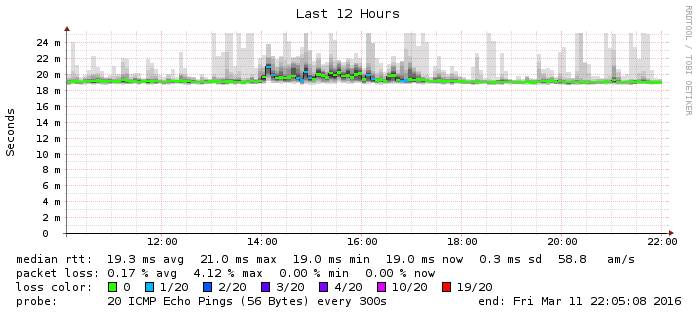 Last 12 Hours
RRDTOOL / TOBI OETIKER
Seconds
24 m
22 m
20 m
18 m
16 m
14 m
12 m
10 m
8 m
6 m
4 m
2 m
0
12:00 14:00 16:00 18:00 20:00 22:00
median rtt: 19.3 ms avg 21.0 ms max 19.0 ms min 19.0 ms now 0.3 ms sd 58.8 am/s
packet loss: 0.17 % avg 4.12 % max 0.00 % min 0.00 % now
loss color: 0 1/20 2/20 3/20 4/20 10/20 19/20
probe: 20 ICMP Echo Pings (56 Bytes) every 300s end: Fri Mar 11 22:05:08 2016